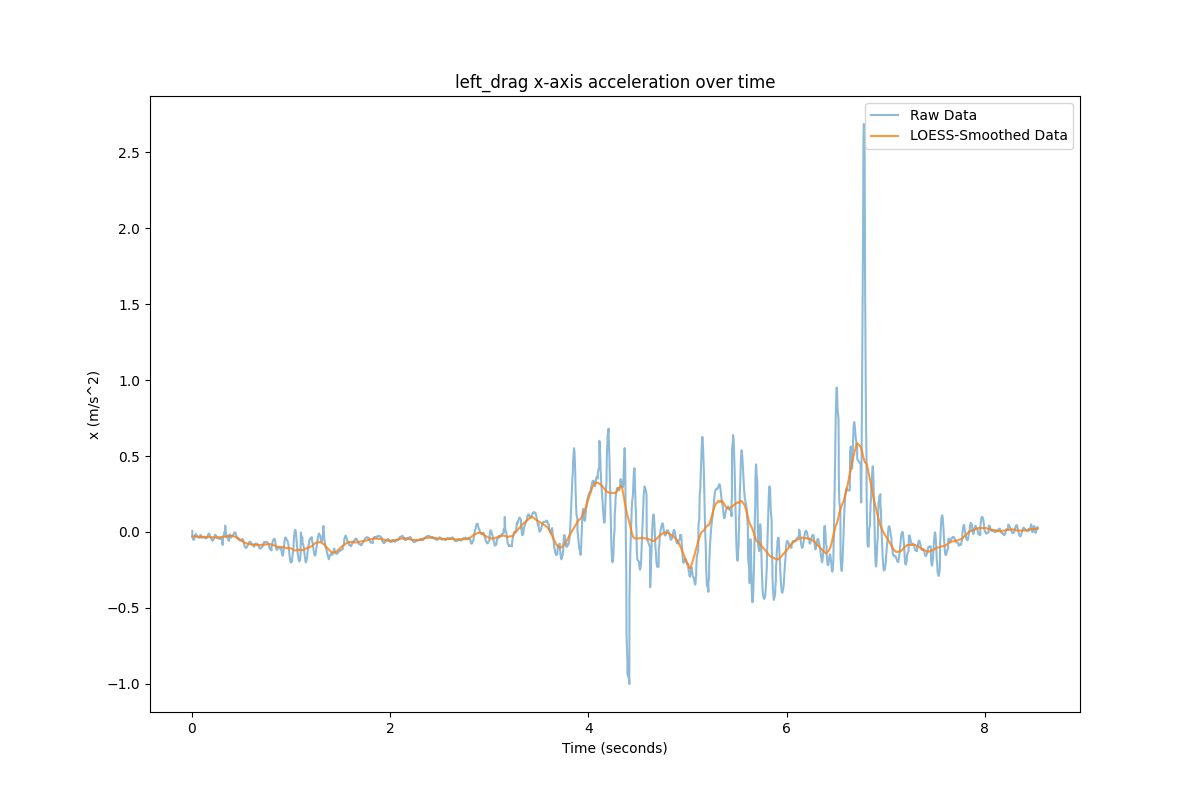 left_drag x-axis acceleration over time
Raw Data
LOESS-Smoothed Data
2.5
2.0
1.5
1.0
0.5
0.0
−0.5
−1.0
x (m/s^2)
0 2 4 6 8
Time (seconds)